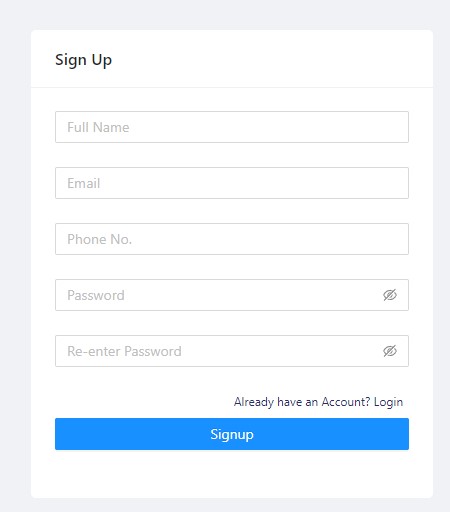 Sign Up
Full Name
Email
Phone No.
Password
Re-enter Password
Already have an Account? Login
Signup